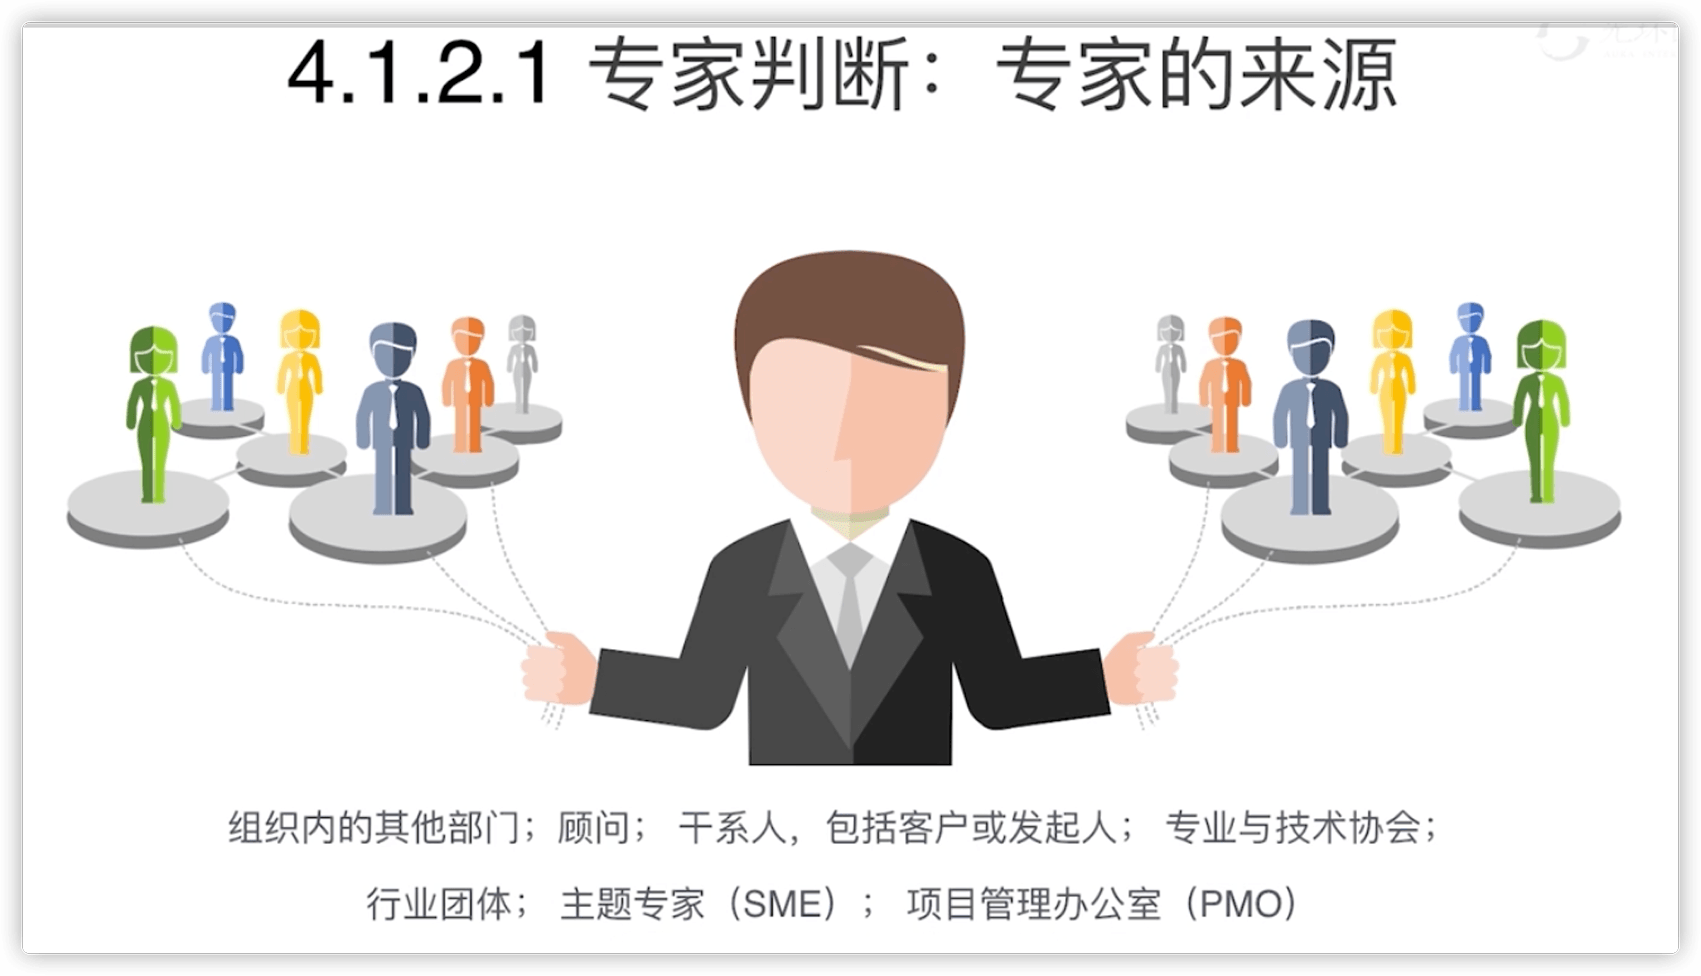 4.1.2.1 专家判断：专家的来源
组织内的其他部门；顾问； 干系人，包括客户或发起人； 专业与技术协会；
行业团体； 主题专家（SME）； 项目管理办公室（PMO）